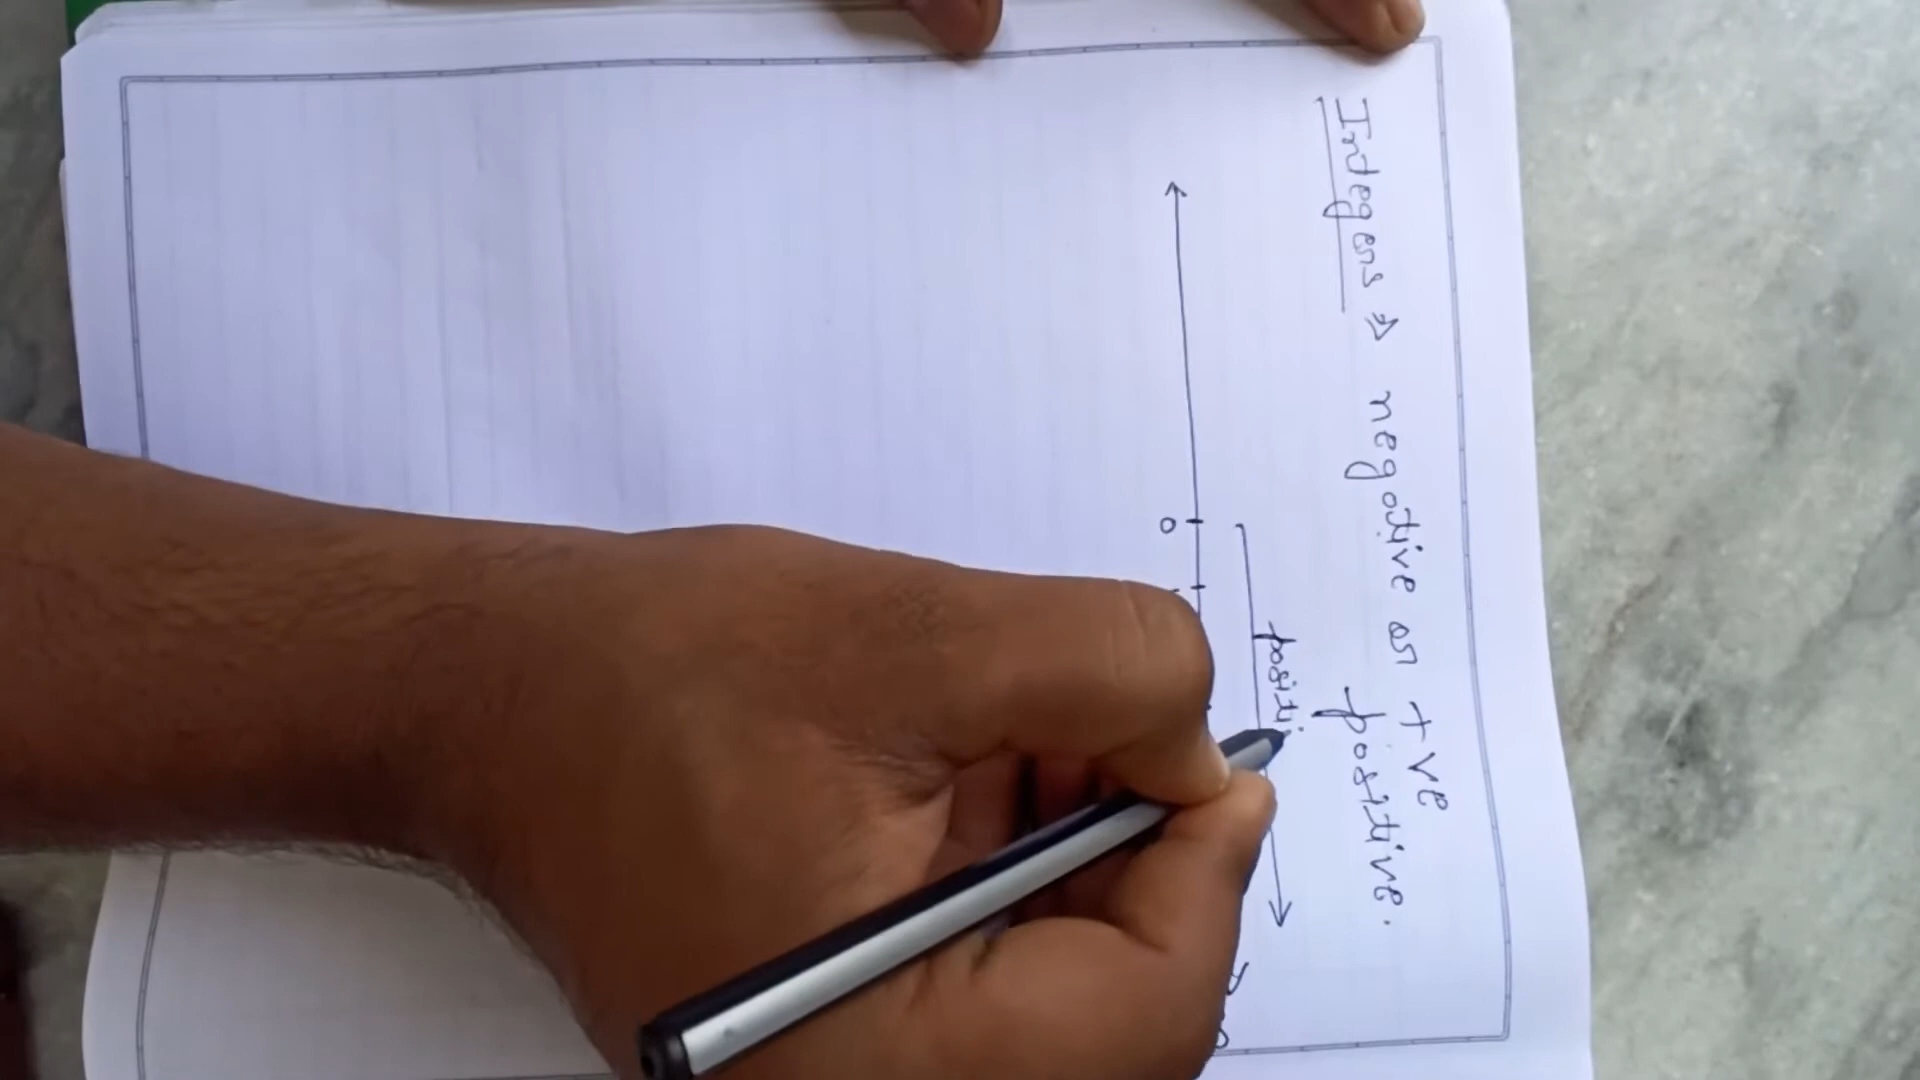 Integers ⇒ negative or +ve
positive.
positi
0